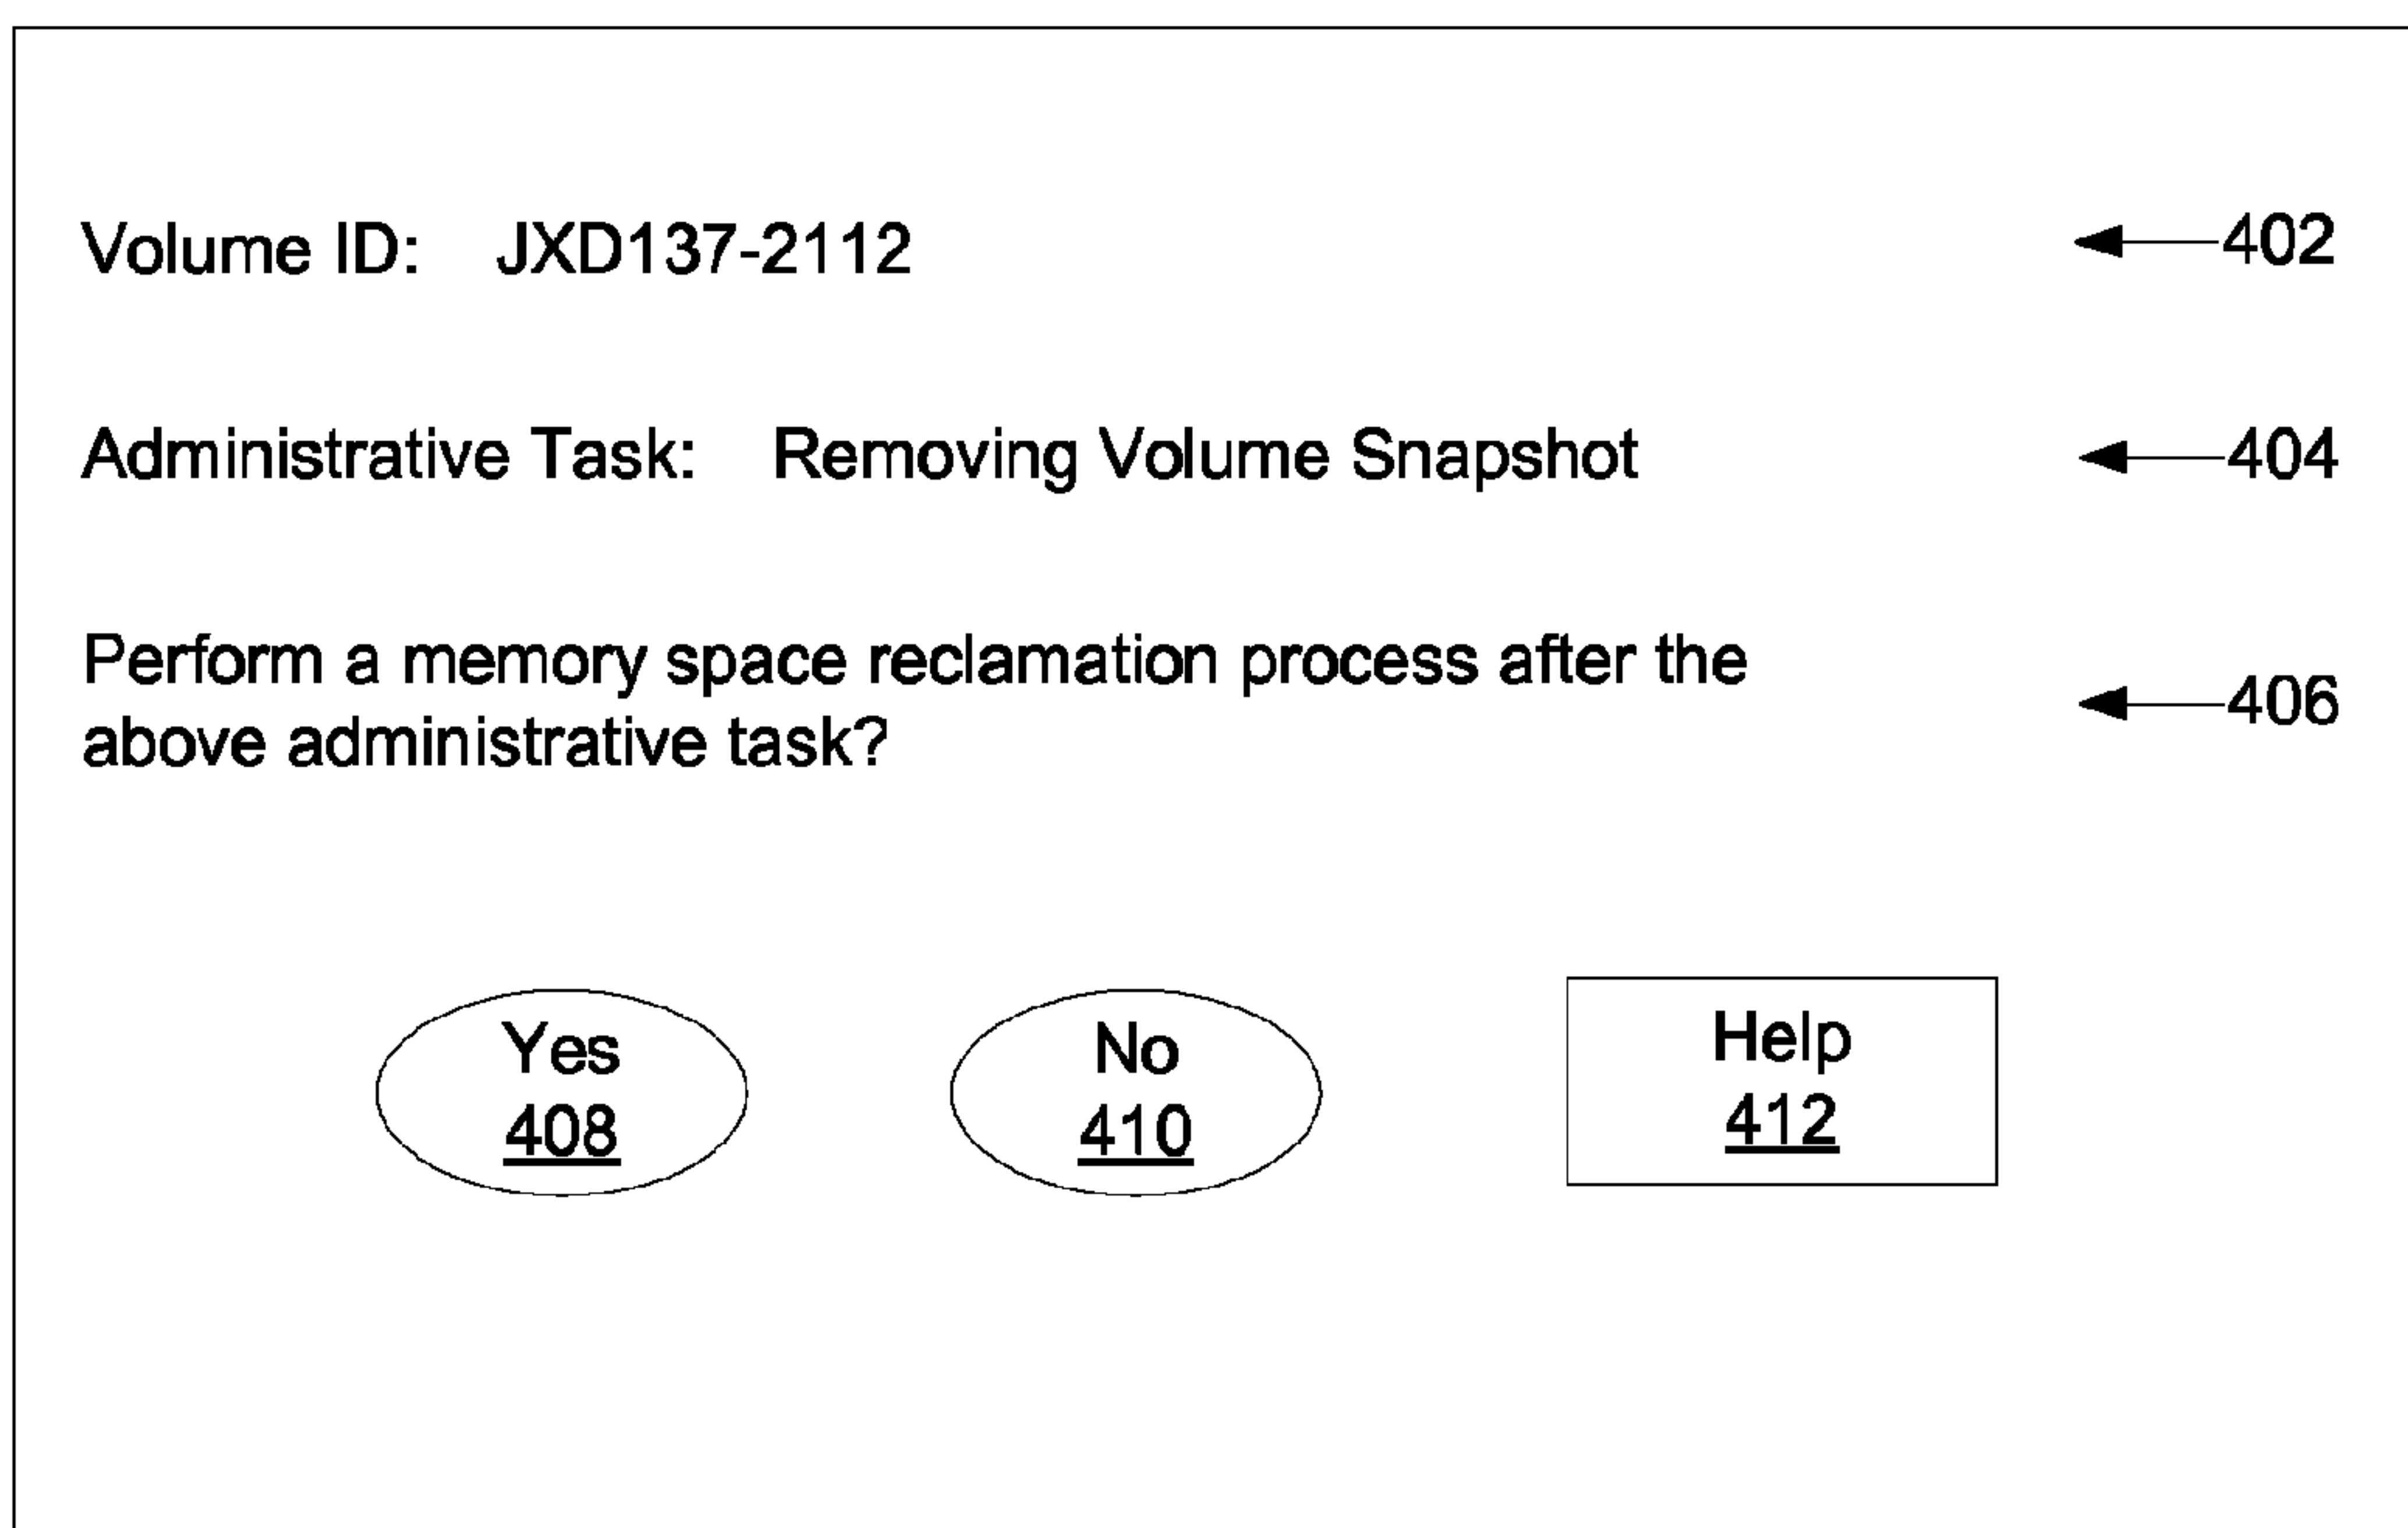 Volume ID: JXD137-2112 402
Administrative Task: Removing Volume Snapshot 404
Perform a memory space reclamation process after the
above administrative task?
406
Yes
408
No
410
Help
412